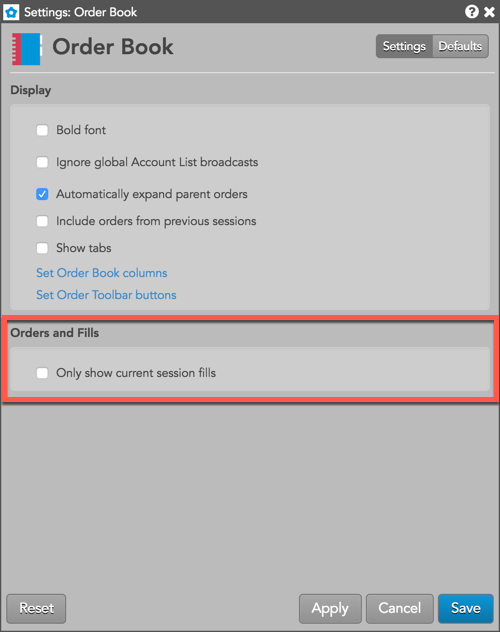 Settings: Order Book
Order Book
Settings Defaults
Display
Bold font
Ignore global Account List broadcasts
Automatically expand parent orders
Include orders from previous sessions
Show tabs
Set Order Book columns
Set Order Toolbar buttons
Orders and Fills
Only show current session fills
Reset Apply Cancel Save